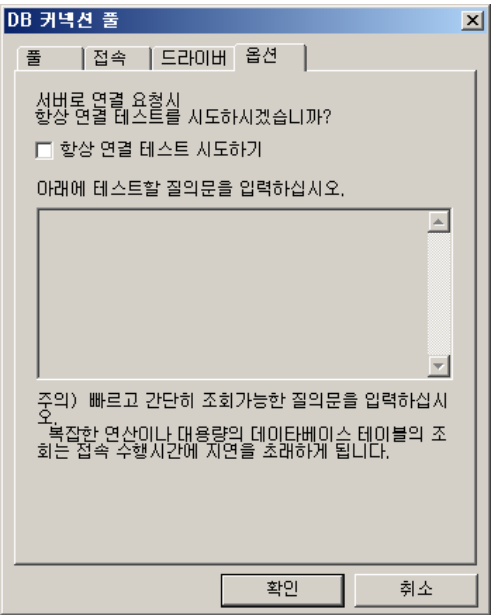 DB 커넥션 풀
풀 접속 드라이버 옵션
서버로 연결 요청시
항상 연결 테스트를 시도하시겠습니까?
항상 연결 테스트 시도하기
아래에 테스트할 질의문을 입력하십시오.
주의) 빠르고 간단히 조회가능한 질의문을 입력하십시
오.
복잡한 연산이나 대용량의 데이타베이스 테이블의 조
회는 접속 수행시간에 지연을 초래하게 됩니다.
확인 취소